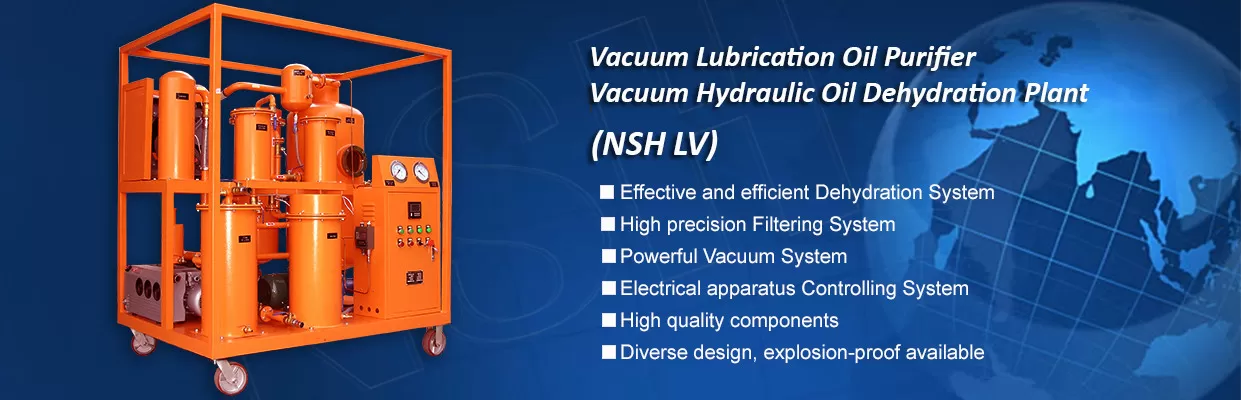 Vacuum Lubrication Oil Purifier
Vacuum Hydraulic Oil Dehydration Plant
(NSH LV)
Effective and efficient Dehydration System
High precision Filtering System
Powerful Vacuum System
Electrical apparatus Controlling System
High quality components
Diverse design, explosion-proof available